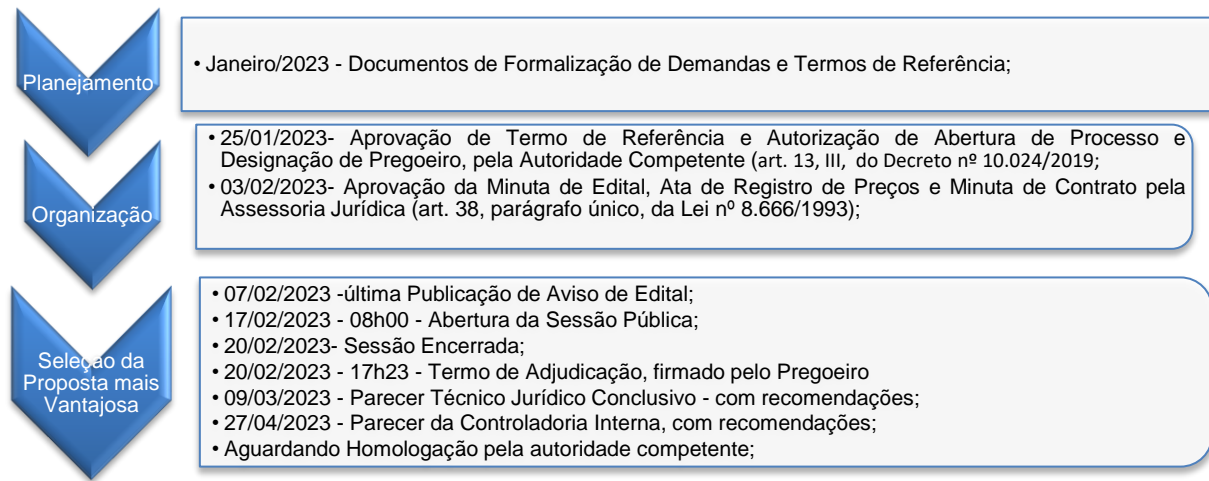 Planejamento
• Janeiro/2023 - Documentos de Formalização de Demandas e Termos de Referência;
Organização
• 25/01/2023- Aprovação de Termo de Referência e Autorização de Abertura de Processo e
Designação de Pregoeiro, pela Autoridade Competente (art. 13, III, do Decreto nº 10.024/2019;
• 03/02/2023- Aprovação da Minuta de Edital, Ata de Registro de Preços e Minuta de Contrato pela
Assessoria Jurídica (art. 38, parágrafo único, da Lei nº 8.666/1993);
Seleção da
Proposta mais
Vantajosa
• 07/02/2023 -última Publicação de Aviso de Edital;
• 17/02/2023 - 08h00 - Abertura da Sessão Pública;
• 20/02/2023- Sessão Encerrada;
• 20/02/2023 - 17h23 - Termo de Adjudicação, firmado pelo Pregoeiro
• 09/03/2023 - Parecer Técnico Jurídico Conclusivo - com recomendações;
• 27/04/2023 - Parecer da Controladoria Interna, com recomendações;
• Aguardando Homologação pela autoridade competente;